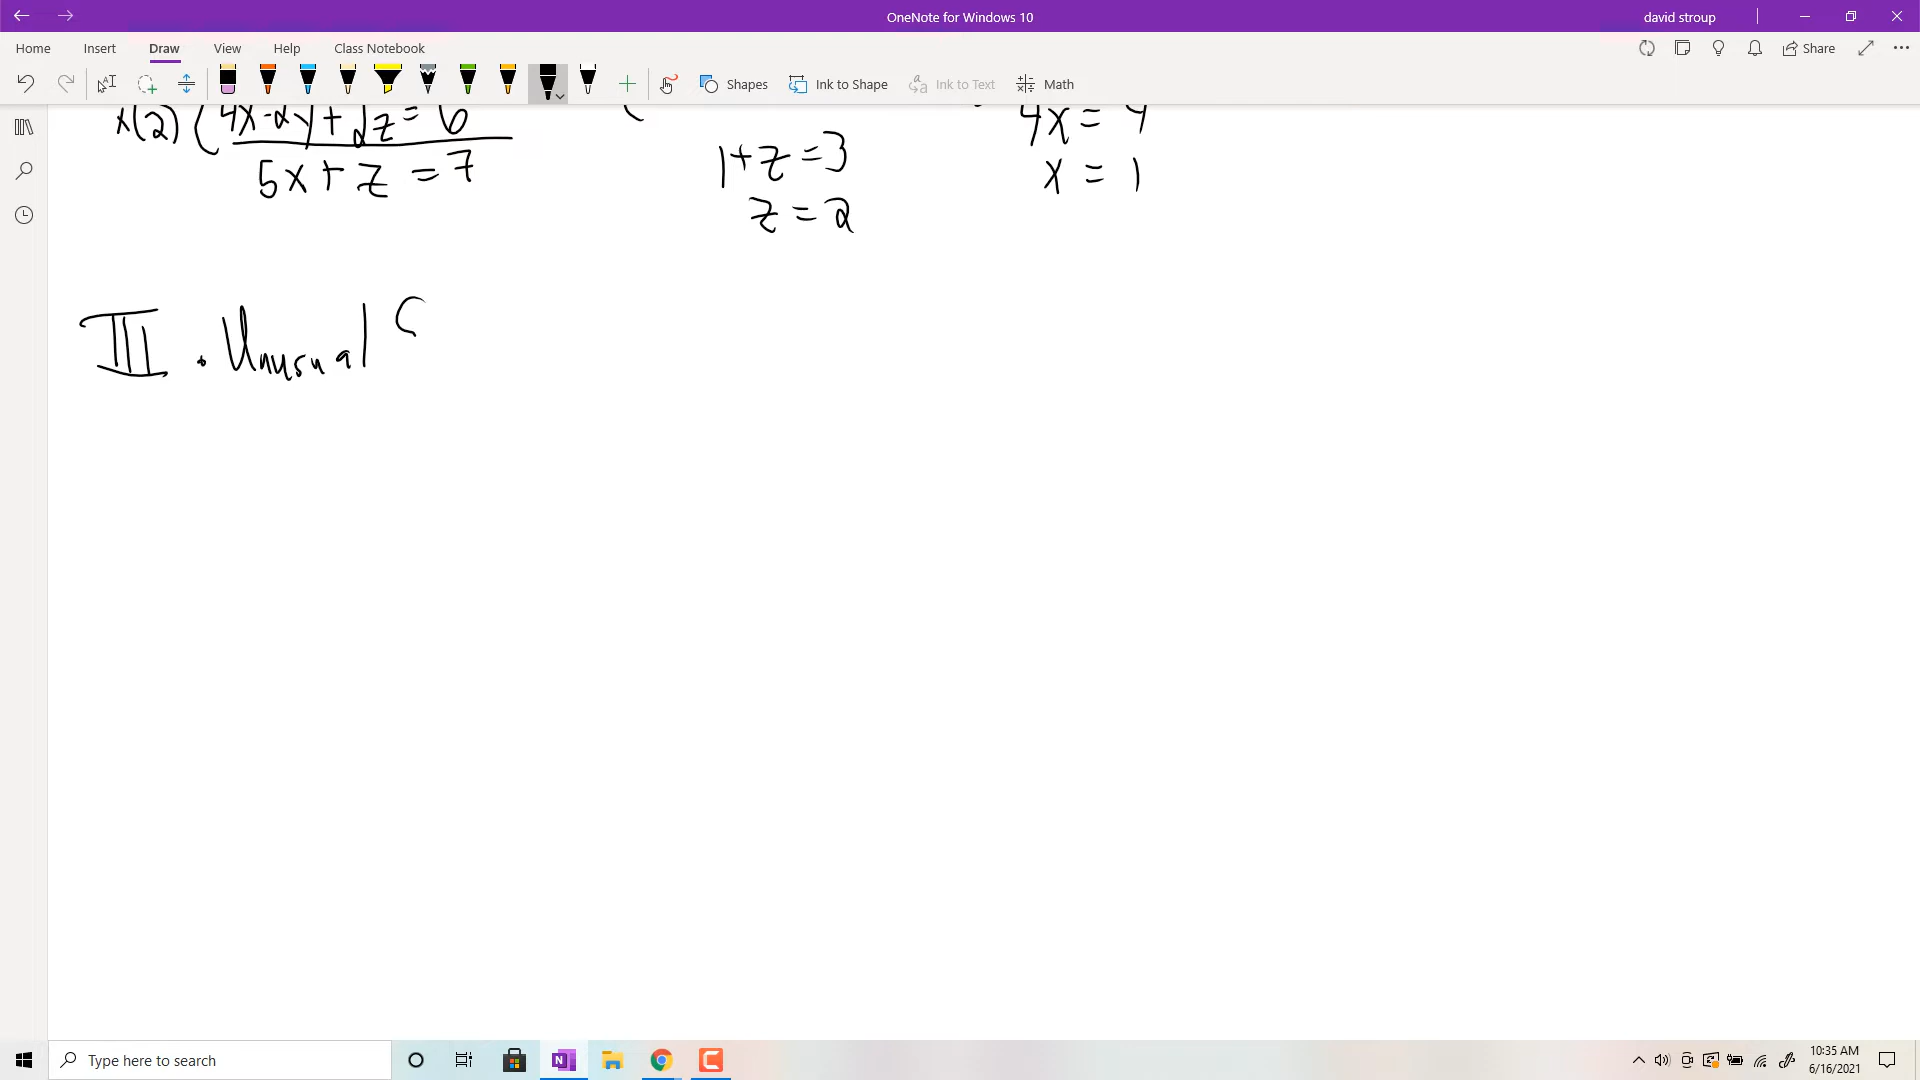 OneNote for Windows 10
david stroup
Home Insert Draw View Help Class Notebook
Share
Shapes Ink to Shape Ink to Text Math
x(2) (4x-2y+2z=6
5x+z=7
1+z=3
z=2
4x=4
x=1
III. Unusual
Type here to search
10:35 AM
6/16/2021